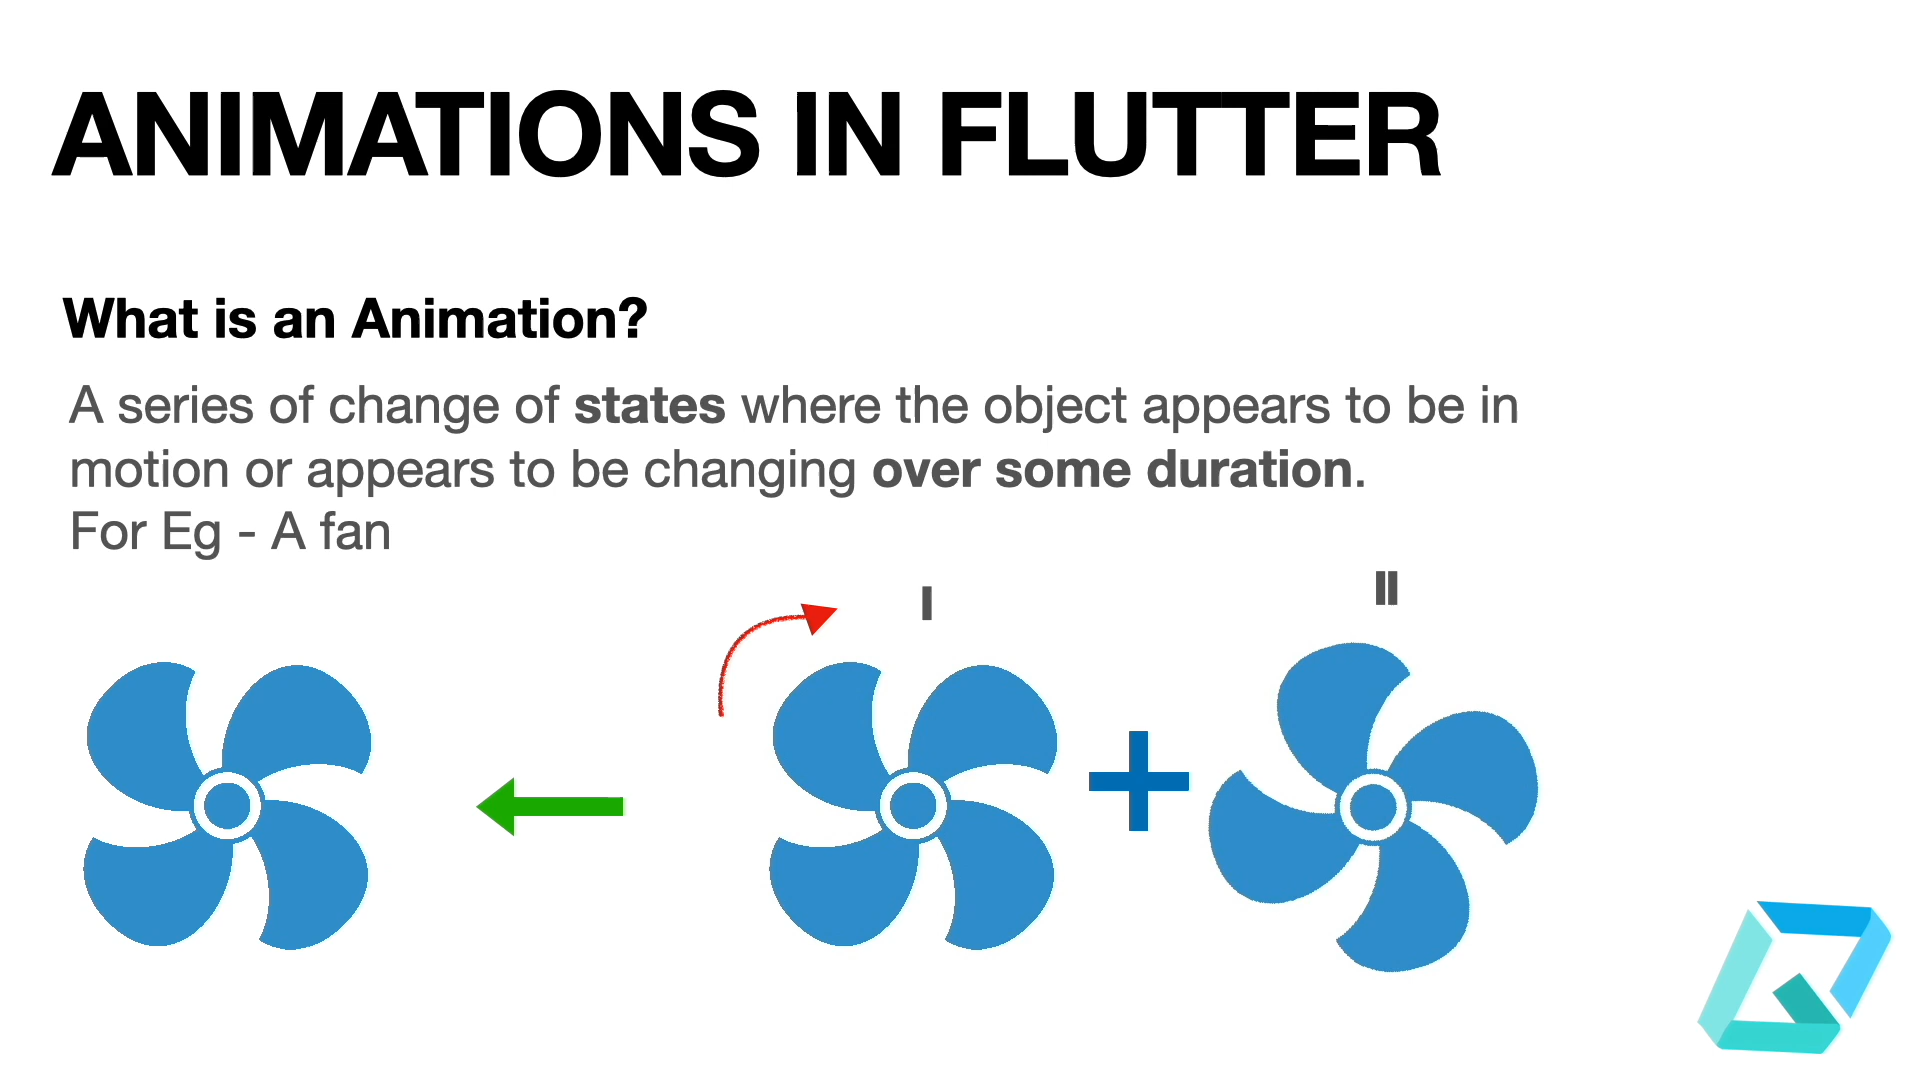 ANIMATIONS IN FLUTTER
What is an Animation?
A series of change of states where the object appears to be in
motion or appears to be changing over some duration.
For Eg - A fan
I
II